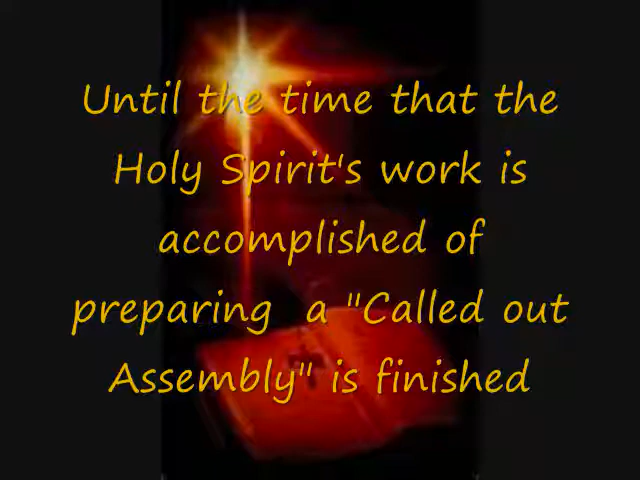 Until the time that the
Holy Spirit's work is
accomplished of
preparing  a "Called out
Assembly" is finished